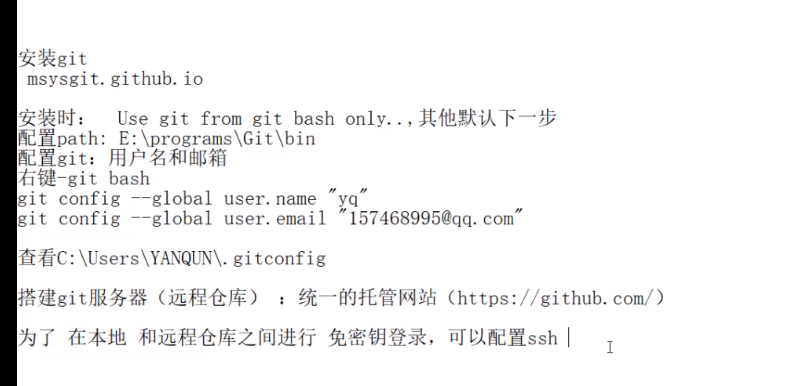 安装git
msysgit.github.io
安装时： Use git from git bash only..,其他默认下一步
配置path: E:\programs\Git\bin
配置git：用户名和邮箱
右键-git bash
git config --global user.name "yq"
git config --global user.email "157468995@qq.com"
查看C:\Users\YANQUN\.gitconfig
搭建git服务器（远程仓库） ：统一的托管网站（https://github.com/）
为了 在本地 和远程仓库之间进行 免密钥登录，可以配置ssh